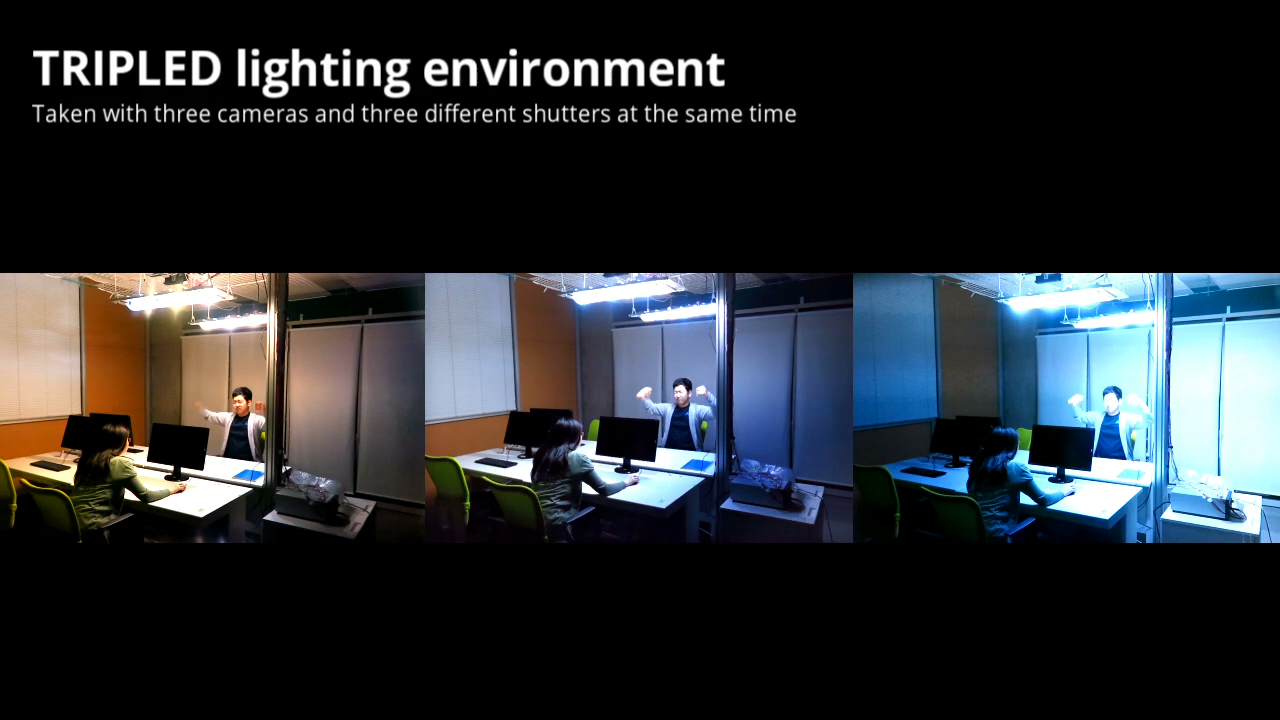 TRIPLED lighting environment
Taken with three cameras and three different shutters at the same time